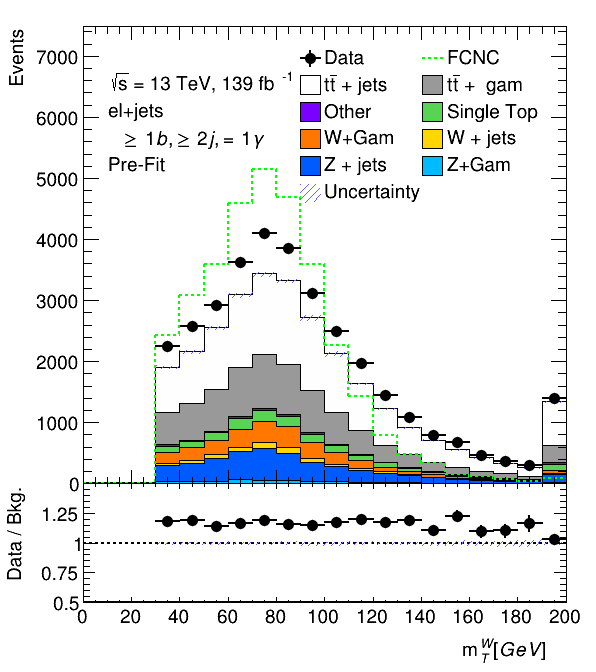 Events
7000
6000
5000
4000
3000
2000
1000
0
√s = 13 TeV, 139 fb⁻¹
el+jets
≥ 1b, ≥ 2j, = 1γ
Pre-Fit
Data
FCNC
tt̄ + jets
tt̄ + gam
Other
Single Top
W+Gam
W + jets
Z + jets
Z+Gam
Uncertainty
Data / Bkg.
1.25
1
0.75
0.5
0 20 40 60 80 100 120 140 160 180 200
m_T^W[GeV]